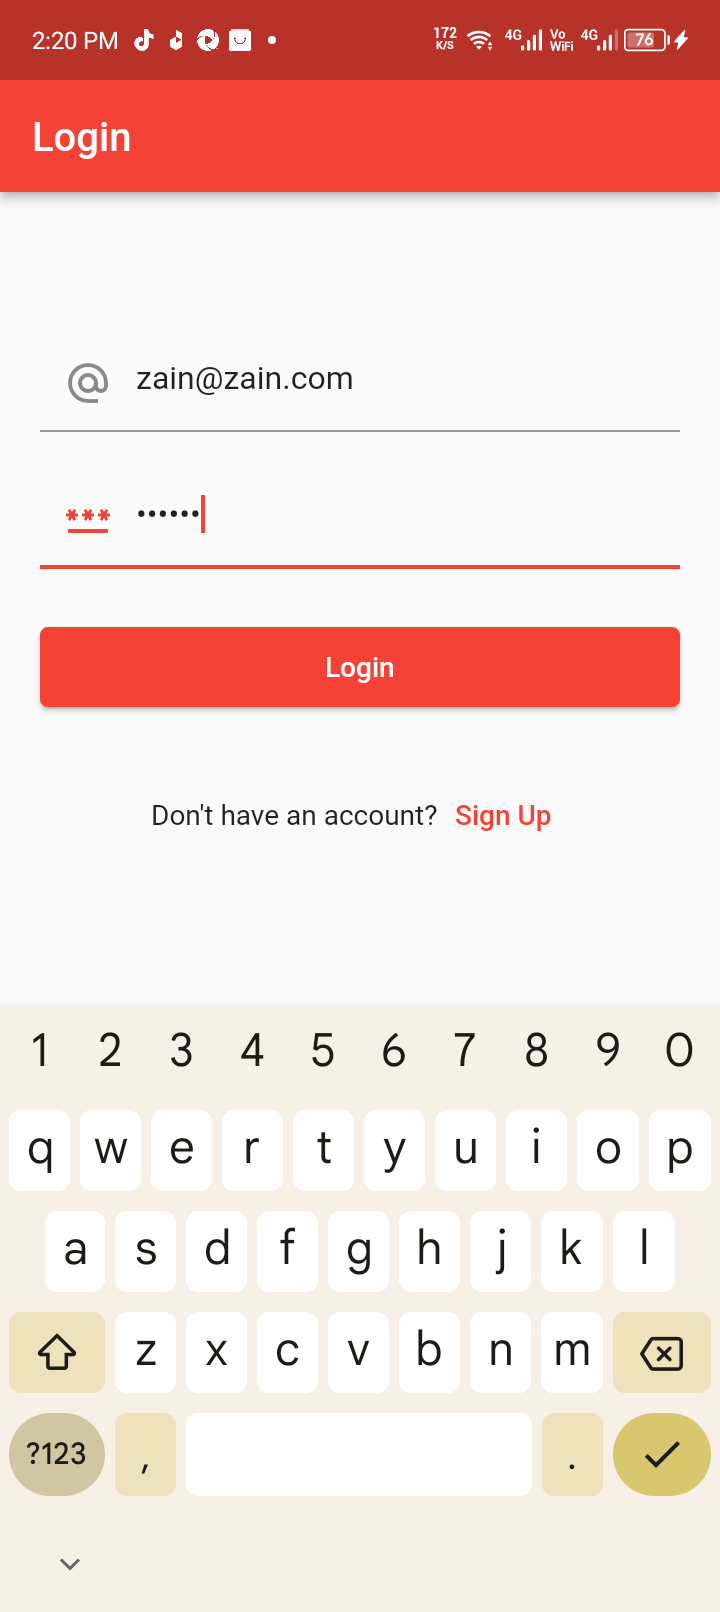 2:20 PM 172 K/S 4G Vo WiFi 4G 76
Login
zain@zain.com
***
••••••
Login
Don't have an account? Sign Up
1 2 3 4 5 6 7 8 9 0
q w e r t y u i o p
a s d f g h j k l
z x c v b n m
?123 , .